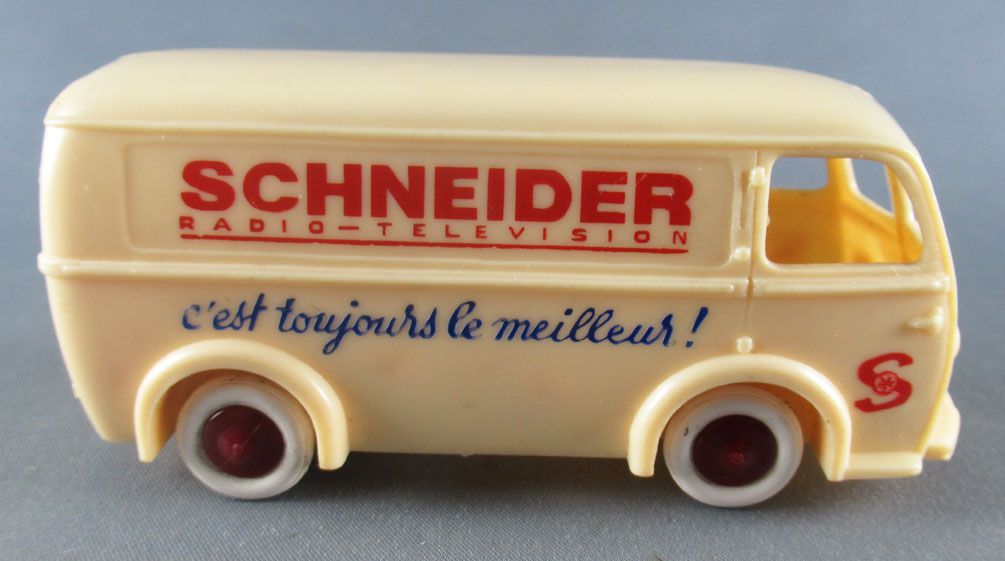 SCHNEIDER
RADIO-TELEVISION
c'est toujours le meilleur!
S